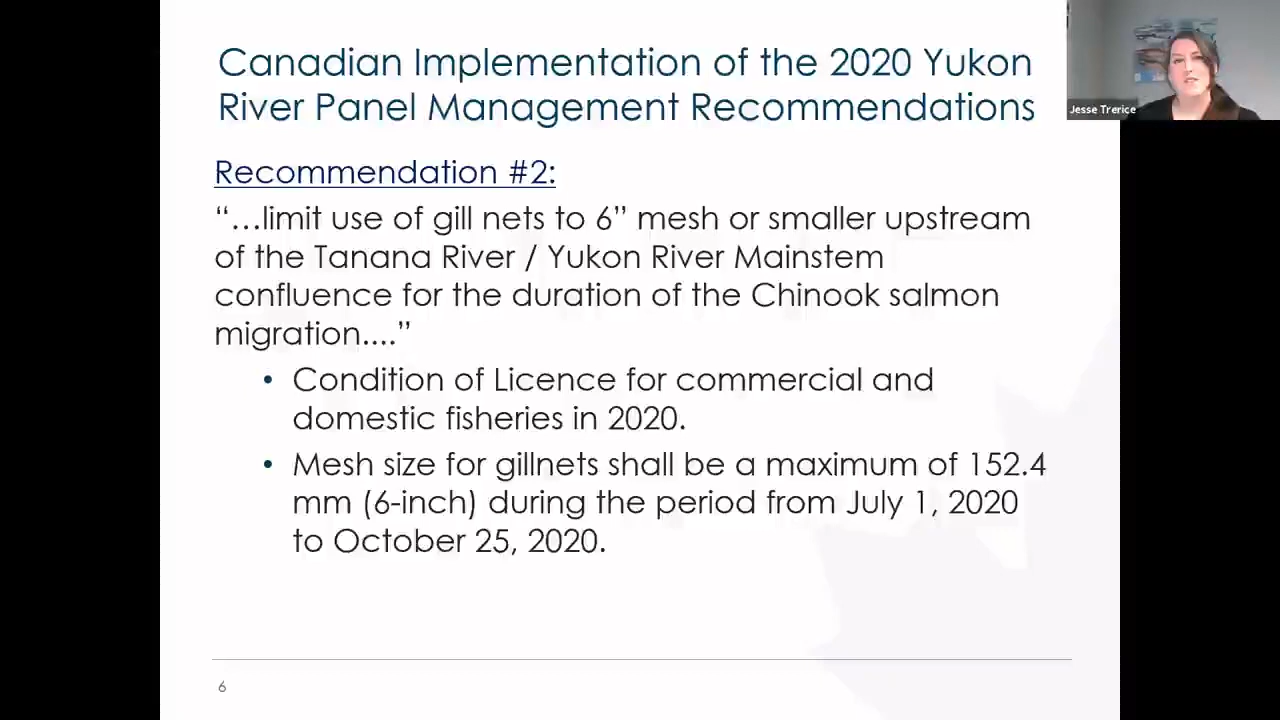 Canadian Implementation of the 2020 Yukon
River Panel Management Recommendations
Jesse Trerice
Recommendation #2:
“…limit use of gill nets to 6” mesh or smaller upstream
of the Tanana River / Yukon River Mainstem
confluence for the duration of the Chinook salmon
migration....”
• Condition of Licence for commercial and
domestic fisheries in 2020.
• Mesh size for gillnets shall be a maximum of 152.4
mm (6-inch) during the period from July 1, 2020
to October 25, 2020.
6